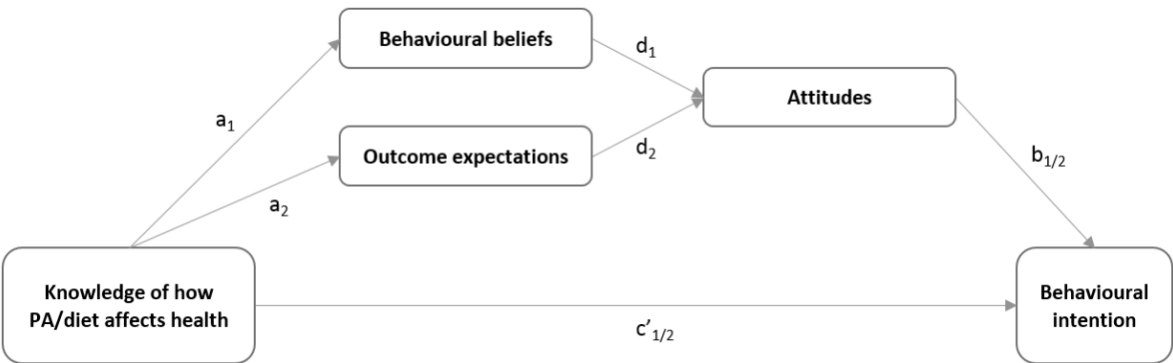 Behavioural beliefs
d1
a1
Attitudes
Outcome expectations
d2
a2
b1/2
Knowledge of how
PA/diet affects health
Behavioural
intention
c’1/2